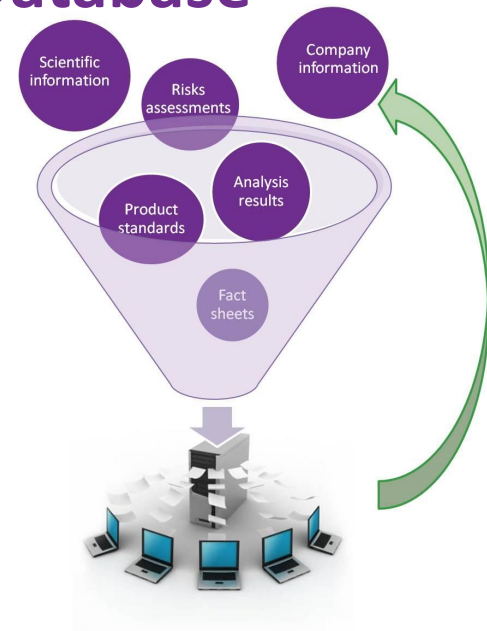 Database
Scientific
information
Company
information
Risks
assessments
Analysis
results
Product
standards
Fact
sheets